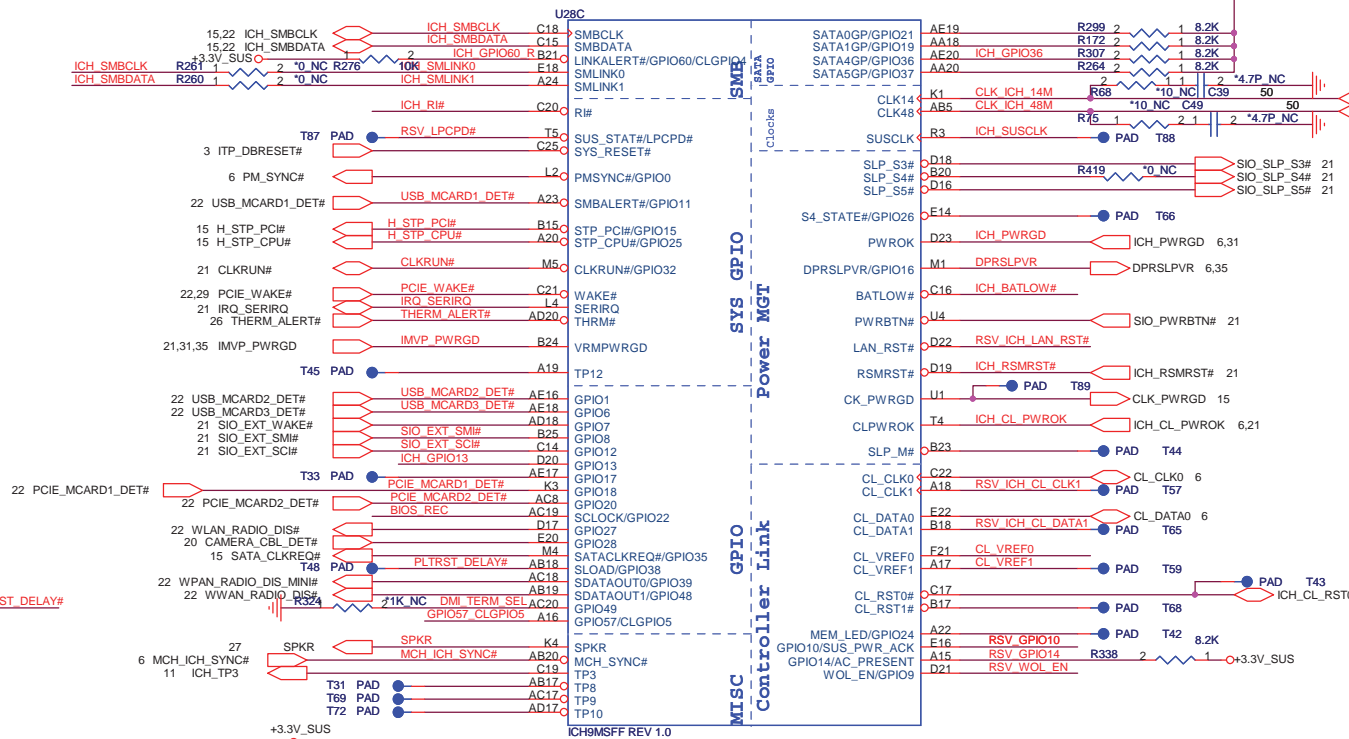 U28C
15,22 ICH_SMBCLK ICH_SMBCLK C18 SMBCLK
15,22 ICH_SMBDATA ICH_SMBDATA C15 SMBDATA
+3.3V_SUS 1 2 ICH_GPIO60_R B21 LINKALERT#/GPIO60/CLGPIO4
ICH_SMBCLK R261 1 2 *0_NC R276 10K ICH_SMLINK0 E18 SMLINK0
ICH_SMBDATA R260 1 2 *0_NC ICH_SMLINK1 A24 SMLINK1
ICH_RI# C20 RI#
T87 PAD RSV_LPCPD# T5 SUS_STAT#/LPCPD#
3 ITP_DBRESET# C25 SYS_RESET#
6 PM_SYNC# L2 PMSYNC#/GPIO0
22 USB_MCARD1_DET# USB_MCARD1_DET# A23 SMBALERT#/GPIO11
15 H_STP_PCI# H_STP_PCI# B15 STP_PCI#/GPIO15
15 H_STP_CPU# H_STP_CPU# A20 STP_CPU#/GPIO25
21 CLKRUN# CLKRUN# M5 CLKRUN#/GPIO32
22,29 PCIE_WAKE# PCIE_WAKE# C21 WAKE#
21 IRQ_SERIRQ IRQ_SERIRQ L4 SERIRQ
26 THERM_ALERT# THERM_ALERT# AD20 THRM#
21,31,35 IMVP_PWRGD IMVP_PWRGD B24 VRMPWRGD
T45 PAD A19 TP12
22 USB_MCARD2_DET# USB_MCARD2_DET# AE16 GPIO1
22 USB_MCARD3_DET# USB_MCARD3_DET# AE18 GPIO6
21 SIO_EXT_WAKE# AD18 GPIO7
21 SIO_EXT_SMI# SIO_EXT_SMI# B25 GPIO8
21 SIO_EXT_SCI# SIO_EXT_SCI# C14 GPIO12
ICH_GPIO13 D20 GPIO13
T33 PAD AE17 GPIO17
22 PCIE_MCARD1_DET# PCIE_MCARD1_DET# K3 GPIO18
22 PCIE_MCARD2_DET# PCIE_MCARD2_DET# AC8 GPIO20
BIOS_REC AC19 SCLOCK/GPIO22
22 WLAN_RADIO_DIS# D17 GPIO27
20 CAMERA_CBL_DET# E20 GPIO28
15 SATA_CLKREQ# M4 SATACLKREQ#/GPIO35
T48 PAD PLTRST_DELAY# AB18 SLOAD/GPIO38
22 WPAN_RADIO_DIS_MINI# AC18 SDATAOUT0/GPIO39
22 WWAN_RADIO_DIS# AB19 SDATAOUT1/GPIO48
ST_DELAY# R324 1 2 *1K_NC DMI_TERM_SEL AC20 GPIO49
GPIO57_CLGPIO5 A16 GPIO57/CLGPIO5
27 SPKR SPKR K4 SPKR
6 MCH_ICH_SYNC# MCH_ICH_SYNC# AB20 MCH_SYNC#
11 ICH_TP3 C19 TP3
T31 PAD AB17 TP8
T69 PAD AC17 TP9
T72 PAD AD17 TP10
+3.3V_SUS
ICH9MSFF REV 1.0
SMB
SYS GPIO
GPIO
MISC
SATA
GPIO
Clocks
Power MGT
Controller Link
SATA0GP/GPIO21 AE19 R299 2 1 8.2K
SATA1GP/GPIO19 AA18 R172 2 1 8.2K
SATA4GP/GPIO36 AE20 ICH_GPIO36 R307 2 1 8.2K
SATA5GP/GPIO37 AA20 R264 2 1 8.2K
CLK14 K1 CLK_ICH_14M R68 2 1 *10_NC 1 2 C39 *4.7P_NC 50
CLK48 AB5 CLK_ICH_48M R75 *10_NC C49 50
2 1 2 1 *4.7P_NC
SUSCLK R3 ICH_SUSCLK PAD T88
SLP_S3# D18 SIO_SLP_S3# 21
SLP_S4# B20 R419 *0_NC SIO_SLP_S4# 21
SLP_S5# D16 SIO_SLP_S5# 21
S4_STATE#/GPIO26 E14 PAD T66
PWROK D23 ICH_PWRGD ICH_PWRGD 6,31
DPRSLPVR/GPIO16 M1 DPRSLPVR DPRSLPVR 6,35
BATLOW# C16 ICH_BATLOW#
PWRBTN# U4 SIO_PWRBTN# 21
LAN_RST# D22 RSV_ICH_LAN_RST#
RSMRST# D19 ICH_RSMRST# ICH_RSMRST# 21
PAD T89
CK_PWRGD U1 CLK_PWRGD 15
CLPWROK T4 ICH_CL_PWROK ICH_CL_PWROK 6,21
SLP_M# B23 PAD T44
CL_CLK0 C22 CL_CLK0 6
CL_CLK1 A18 RSV_ICH_CL_CLK1 PAD T57
CL_DATA0 E22 CL_DATA0 6
CL_DATA1 B18 RSV_ICH_CL_DATA1 PAD T65
CL_VREF0 F21 CL_VREF0
CL_VREF1 A17 CL_VREF1 PAD T59
PAD T43
CL_RST0# C17 ICH_CL_RST0
CL_RST1# B17 PAD T68
MEM_LED/GPIO24 A22 PAD T42
GPIO10/SUS_PWR_ACK E16 RSV_GPIO10
GPIO14/AC_PRESENT A15 RSV_GPIO14 R338 2 1 8.2K +3.3V_SUS
WOL_EN/GPIO9 D21 RSV_WOL_EN